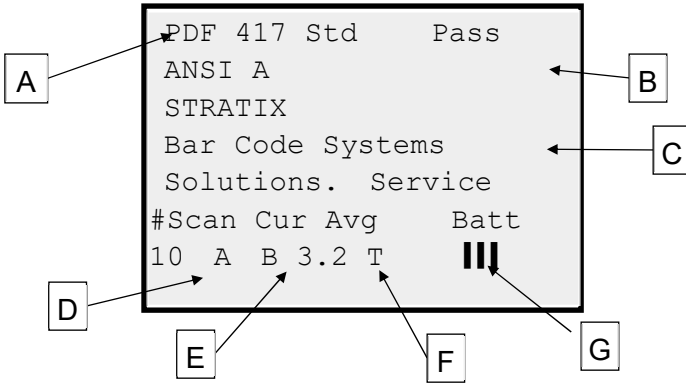 PDF 417 Std Pass
A
ANSI A
B
STRATIX
Bar Code Systems
C
Solutions. Service
#Scan Cur Avg Batt
10 A B 3.2 T
D
E
F
G